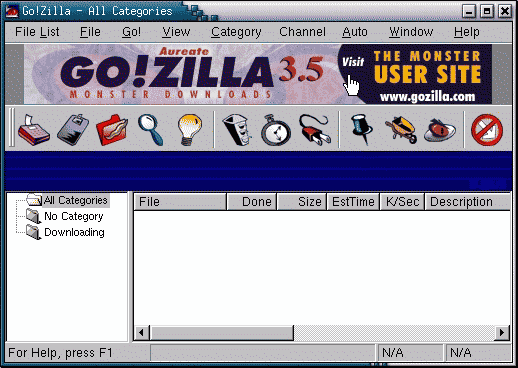 Go!Zilla - All Categories
File List File Go! View Category Channel Auto Window Help
Aureate
GO!ZILLA 3.5
MONSTER DOWNLOADS
Visit
THE MONSTER
USER SITE
www.gozilla.com
All Categories
No Category
Downloading
File Done Size EstTime K/Sec Description
For Help, press F1 N/A N/A